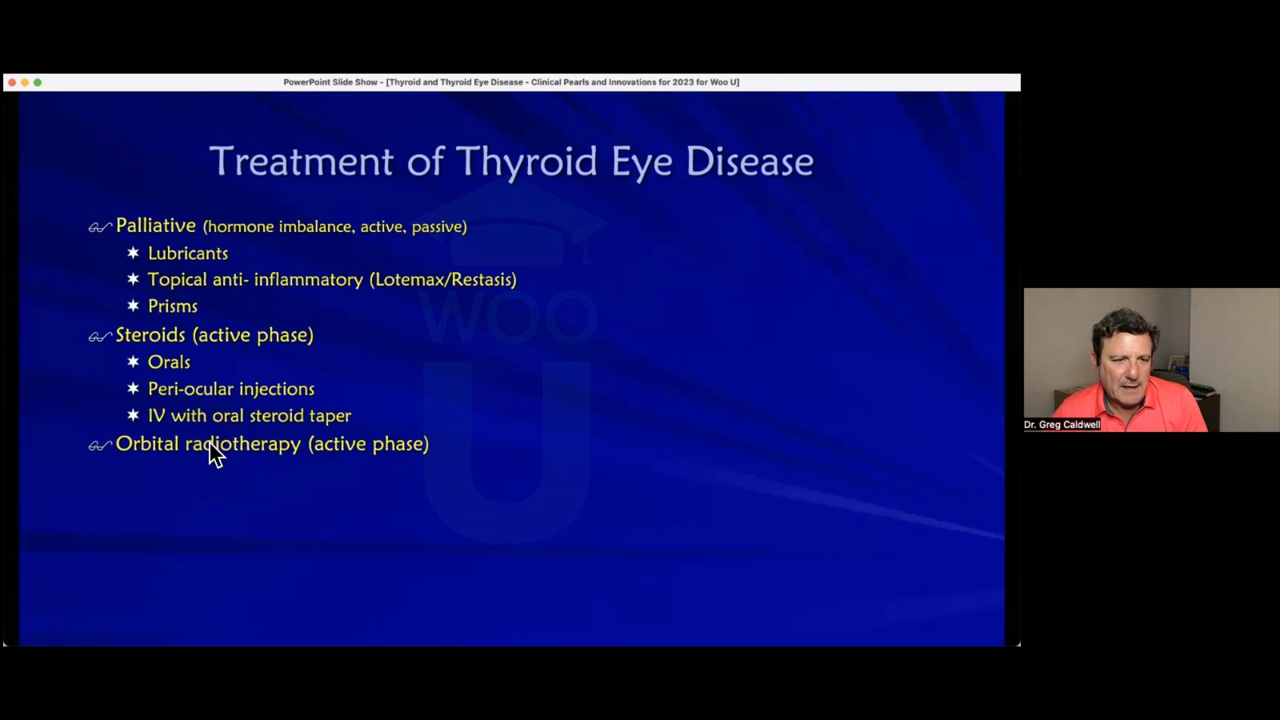 PowerPoint Slide Show - [Thyroid and Thyroid Eye Disease - Clinical Pearls and Innovations for 2023 for Woo U]
Treatment of Thyroid Eye Disease
Palliative (hormone imbalance, active, passive)
Lubricants
Topical anti- inflammatory (Lotemax/Restasis)
Prisms
WOO
U
Steroids (active phase)
Orals
Peri-ocular injections
IV with oral steroid taper
Orbital radiotherapy (active phase)
Dr. Greg Caldwell